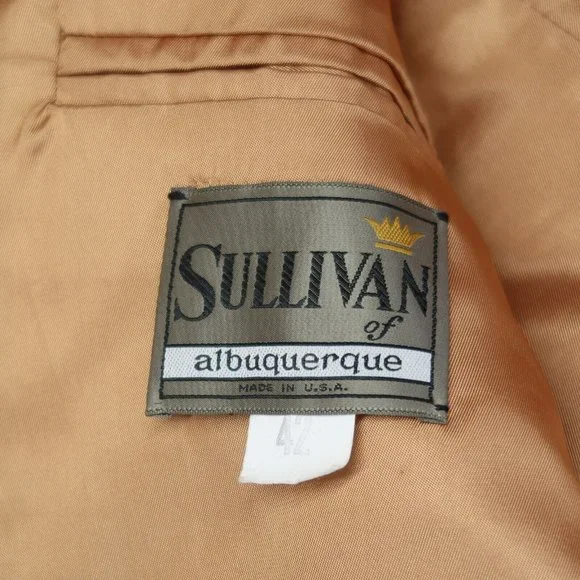 SULLIVAN
of
albuquerque
MADE IN U.S.A.
42